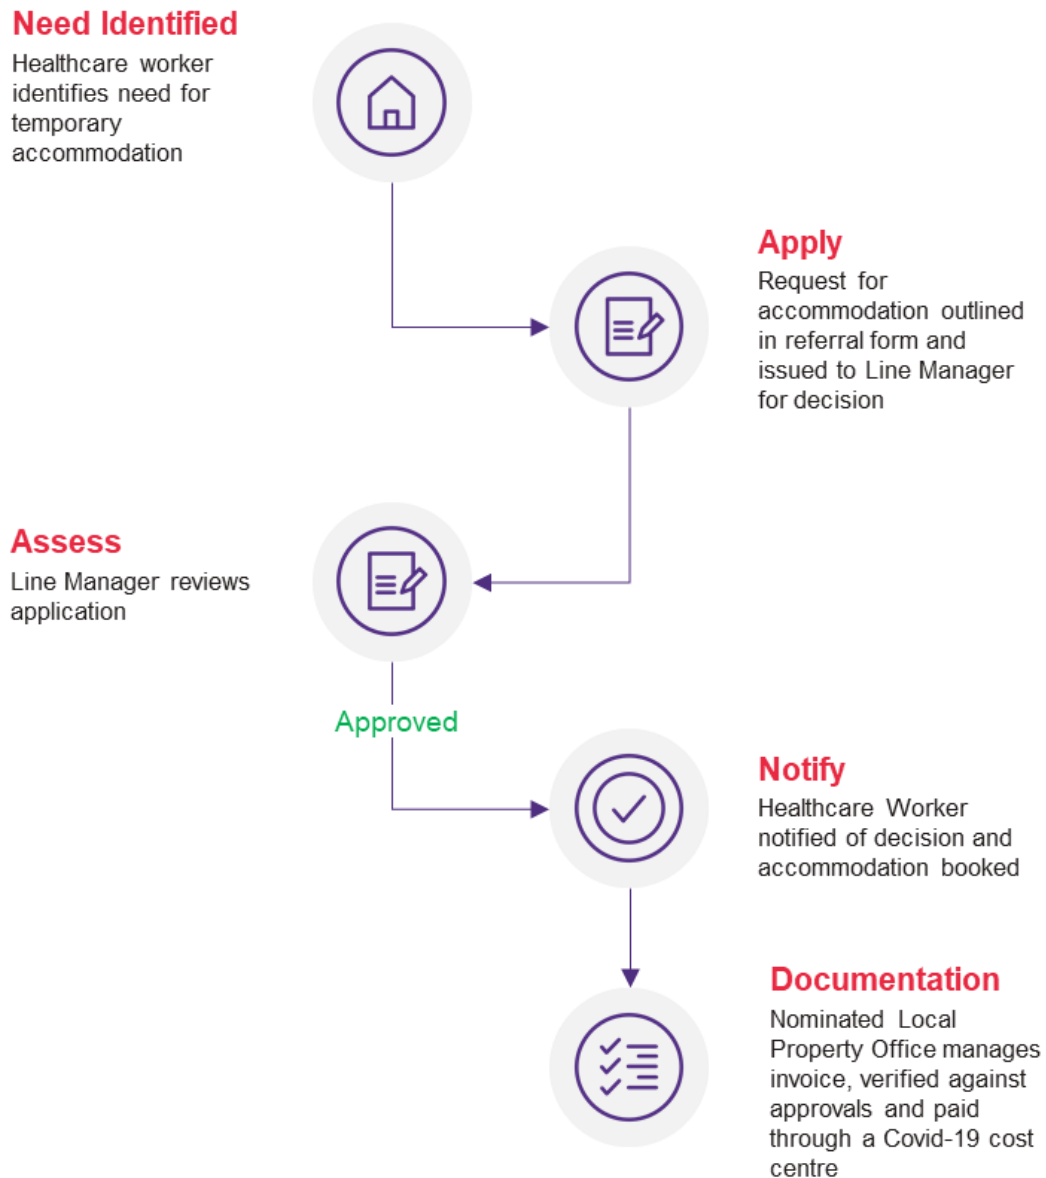 Need Identified
Healthcare worker
identifies need for
temporary
accommodation
Apply
Request for
accommodation outlined
in referral form and
issued to Line Manager
for decision
Assess
Line Manager reviews
application
Approved
Notify
Healthcare Worker
notified of decision and
accommodation booked
Documentation
Nominated Local
Property Office manages
invoice, verified against
approvals and paid
through a Covid-19 cost
centre